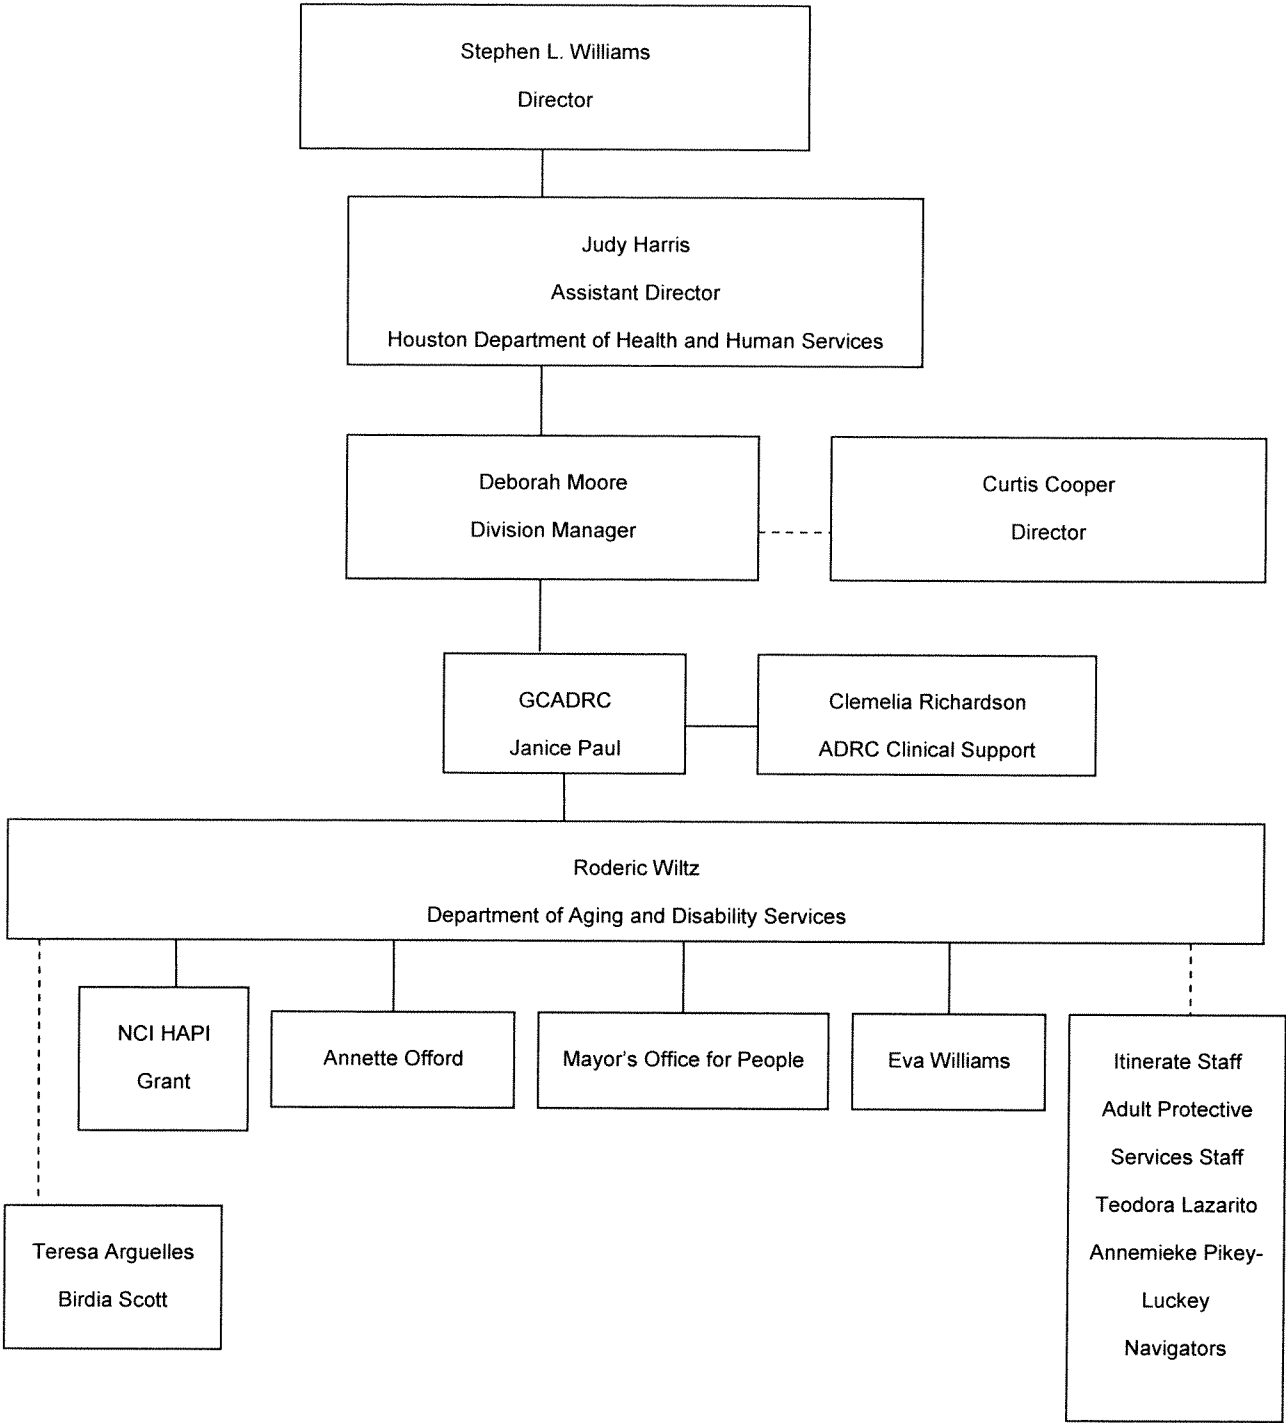 Stephen L. Williams
Director
Judy Harris
Assistant Director
Houston Department of Health and Human Services
Deborah Moore
Division Manager
Curtis Cooper
Director
GCADRC
Janice Paul
Clemelia Richardson
ADRC Clinical Support
Roderic Wiltz
Department of Aging and Disability Services
NCI HAPI
Grant
Annette Offord
Mayor's Office for People
Eva Williams
Itinerate Staff
Adult Protective
Services Staff
Teodora Lazarito
Annemieke Pikey-
Luckey
Navigators
Teresa Arguelles
Birdia Scott